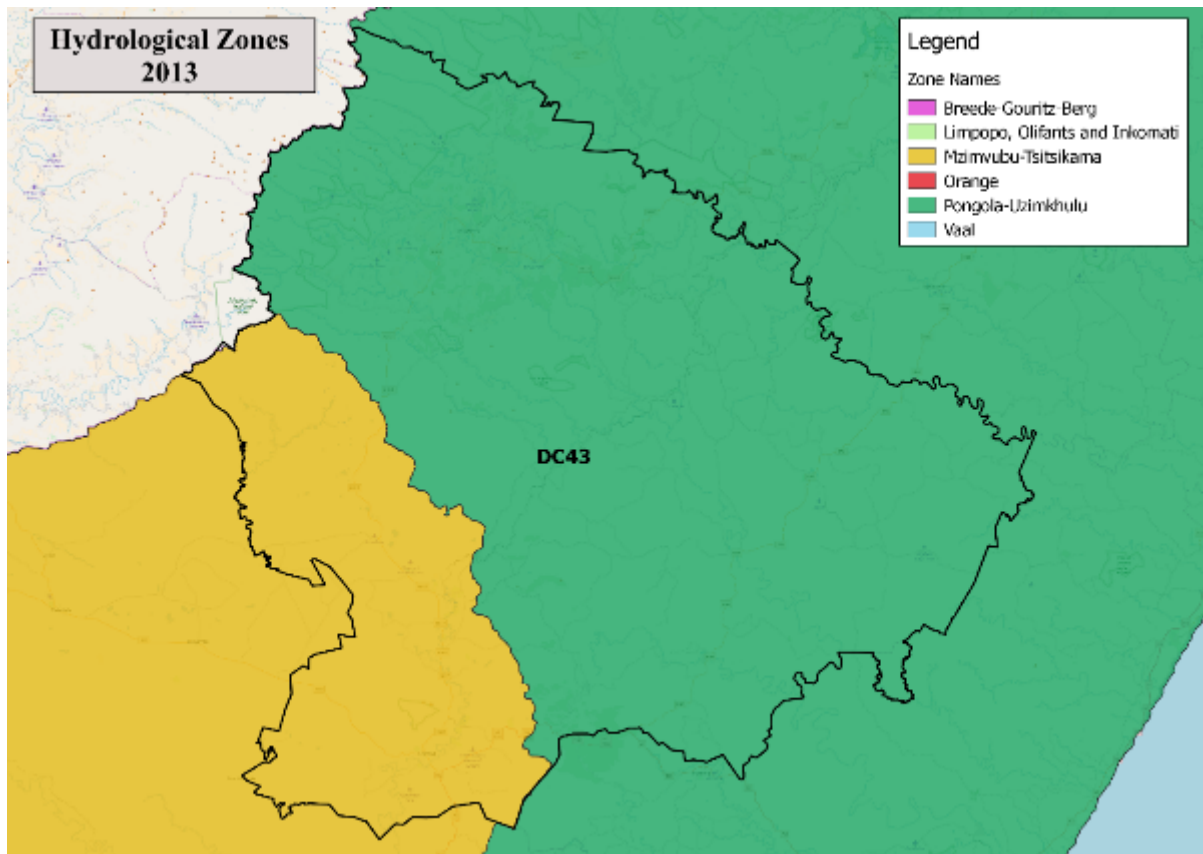 Hydrological Zones
2013
Legend
Zone Names
Breede-Gouritz-Berg
Limpopo, Olifants and Inkomati
Mzimvubu-Tsitsikama
Orange
Pongola-Uzimkhulu
Vaal
DC43